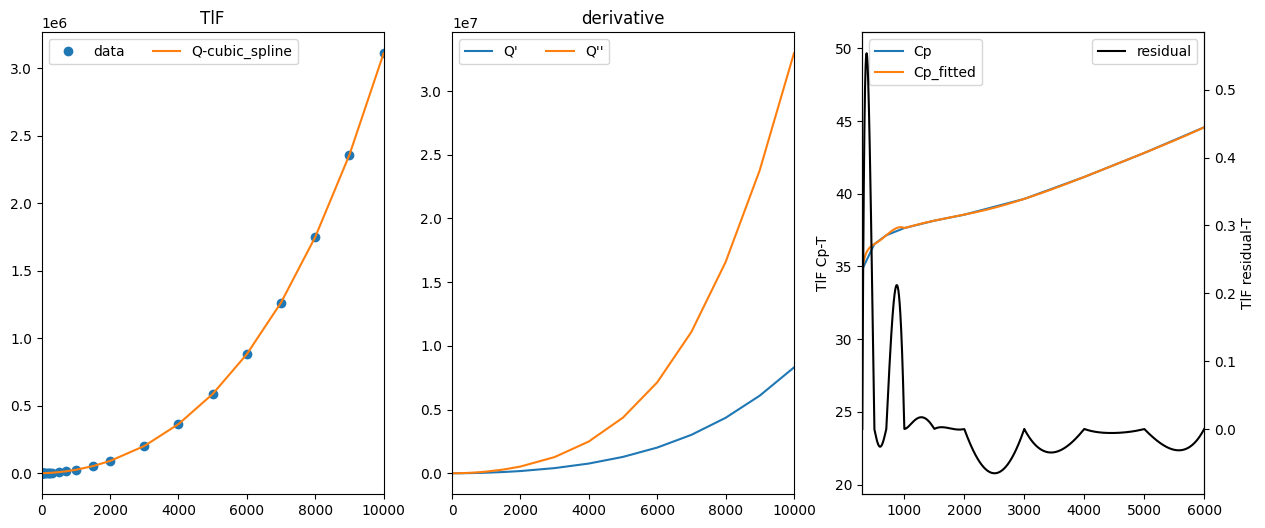 TlF
1e6
data
Q-cubic_spline
3.0
2.5
2.0
1.5
1.0
0.5
0.0
0 2000 4000 6000 8000 10000
derivative
1e7
Q'
Q''
3.0
2.5
2.0
1.5
1.0
0.5
0.0
0 2000 4000 6000 8000 10000
TlF Cp-T
Cp
Cp_fitted
residual
50
45
40
35
30
25
20
1000 2000 3000 4000 5000 6000
0.5
0.4
0.3
0.2
0.1
0.0
TlF residual-T